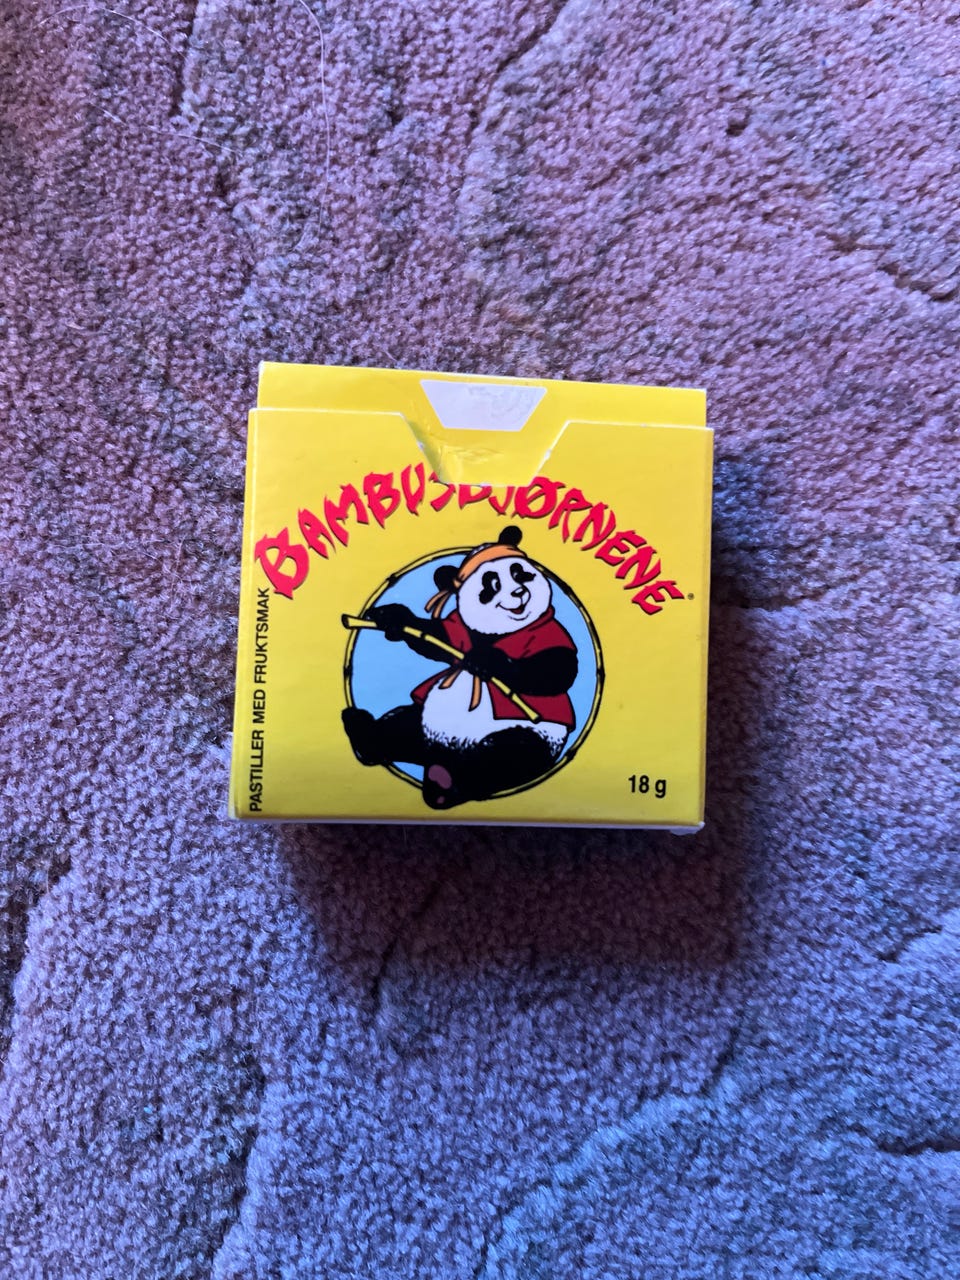 BAMBUSBJØRNENE®
PASTILLER MED FRUKTSMAK
18 g